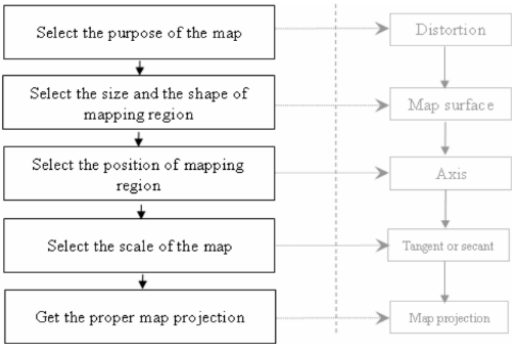 Select the purpose of the map
Distortion
Select the size and the shape of
mapping region
Map surface
Select the position of mapping
region
Axis
Select the scale of the map
Tangent or secant
Get the proper map projection
Map projection